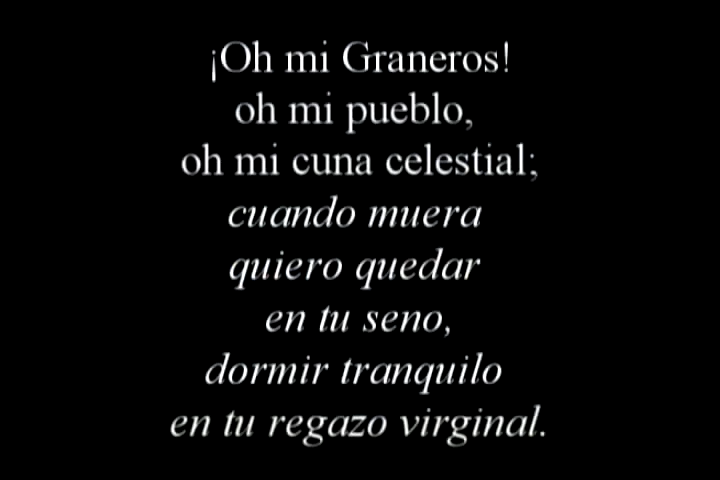 ¡Oh mi Graneros!
oh mi pueblo,
oh mi cuna celestial;
cuando muera
quiero quedar
en tu seno,
dormir tranquilo
en tu regazo virginal.